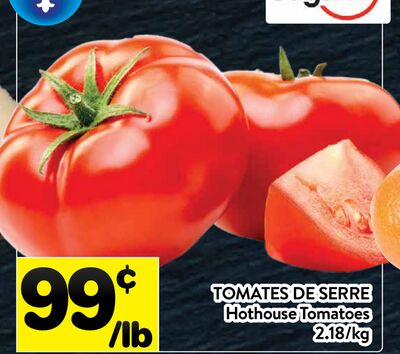 99¢
/lb
TOMATES DE SERRE
Hothouse Tomatoes
2.18/kg